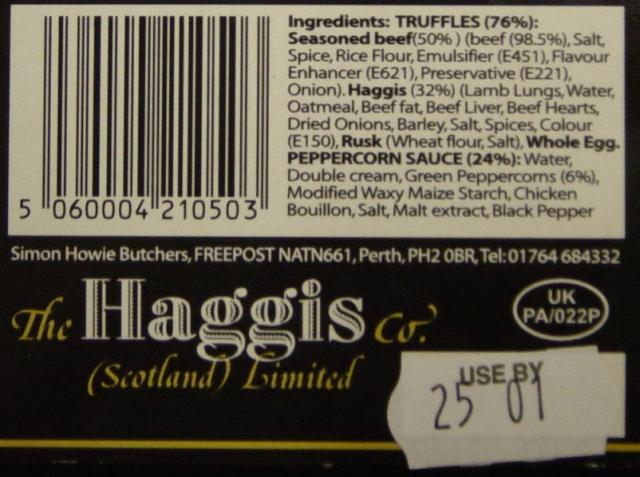 Ingredients: TRUFFLES (76%):
Seasoned beef(50% ) (beef (98.5%), Salt,
Spice, Rice Flour, Emulsifier (E451), Flavour
Enhancer (E621), Preservative (E221),
Onion). Haggis (32%) (Lamb Lungs, Water,
Oatmeal, Beef fat, Beef Liver, Beef Hearts,
Dried Onions, Barley, Salt, Spices, Colour
(E150), Rusk (Wheat flour, Salt), Whole Egg.
PEPPERCORN SAUCE (24%): Water,
Double cream, Green Peppercorns (6%),
Modified Waxy Maize Starch, Chicken
Bouillon, Salt, Malt extract, Black Pepper
5 060004 210503
Simon Howie Butchers, FREEPOST NATN661, Perth, PH2 0BR, Tel: 01764 684332
The Haggis Co.
(Scotland) Limited
UK
PA/022P
USE BY
25 01